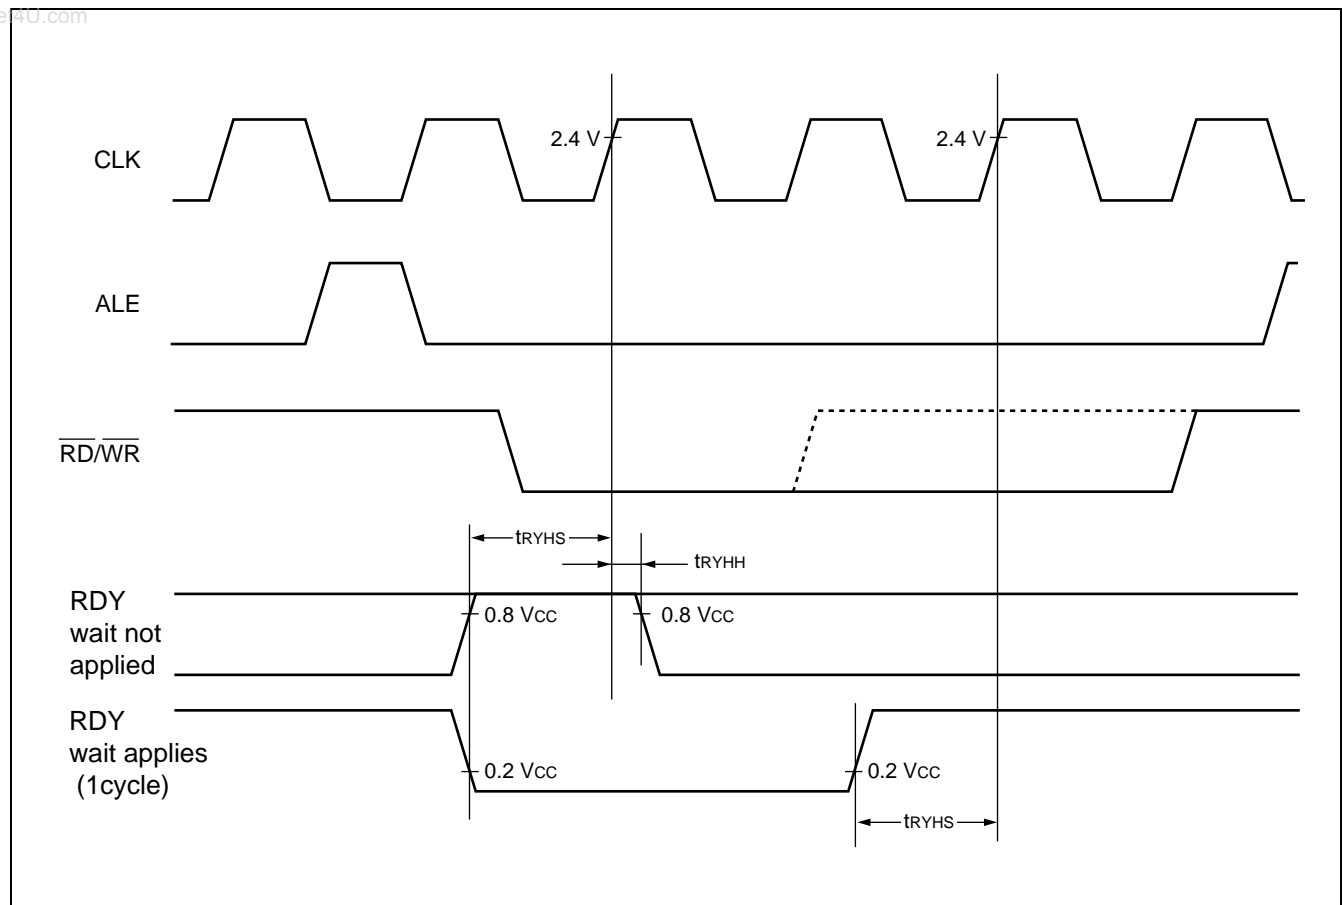 et4U.com
2.4 V
2.4 V
CLK
ALE
RD/WR
tRYHS
tRYHH
RDY
wait not
applied
0.8 VCC
0.8 VCC
RDY
wait applies
(1cycle)
0.2 VCC
0.2 VCC
tRYHS